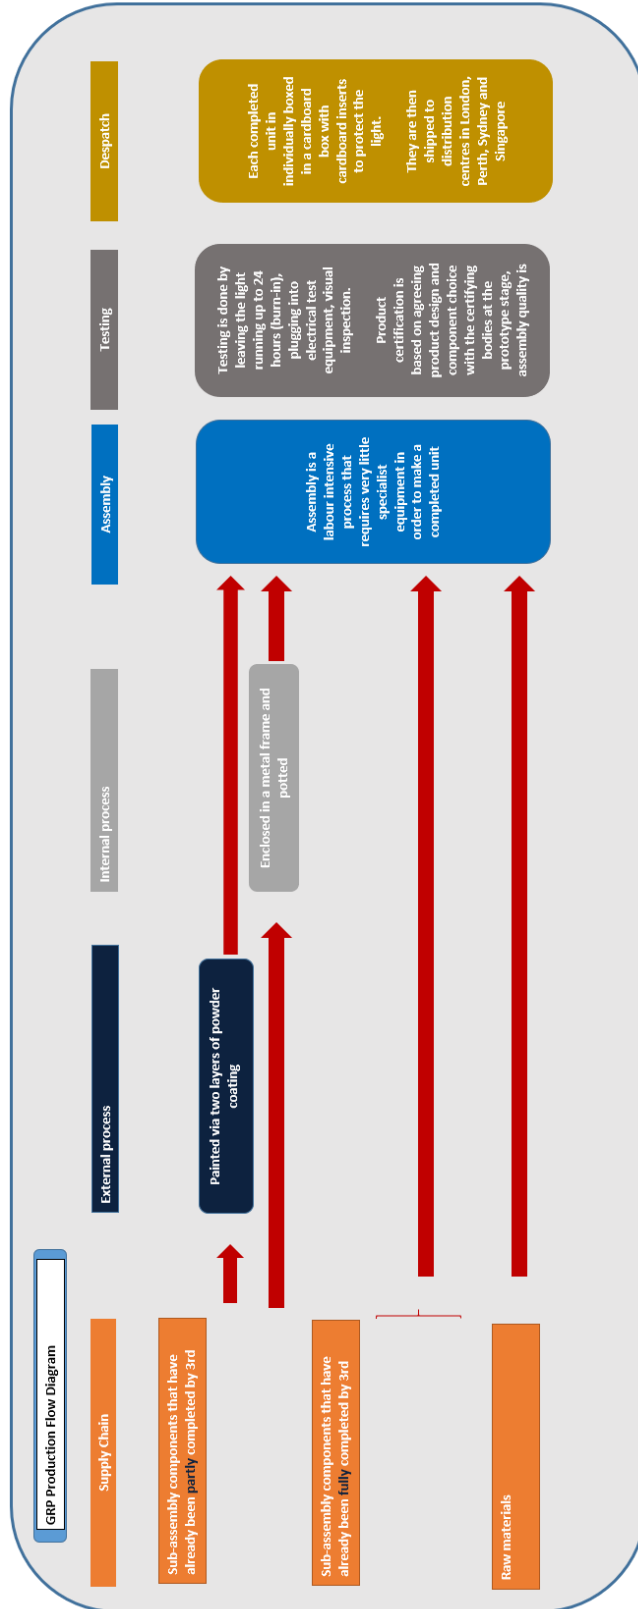 GRP Production Flow Diagram
Supply Chain
External process
Internal process
Assembly
Testing
Despatch
Sub-assembly components that have
already been partly completed by 3rd
Sub-assembly components that have
already been fully completed by 3rd
Raw materials
Painted via two layers of powder
coating
Enclosed in a metal frame and
potted
Assembly is a
labour intensive
process that
requires very little
specialist
equipment in
order to make a
completed unit
Testing is done by
leaving the light
running up to 24
hours (burn-in),
plugging into
electrical test
equipment, visual
inspection.
Product
certification is
based on agreeing
product design and
component choice
with the certifying
bodies at the
prototype stage,
assembly quality is
Each completed
unit in
individually boxed
in a cardboard
box with
cardboard inserts
to protect the
light.
They are then
shipped to
distribution
centres in London,
Perth, Sydney and
Singapore